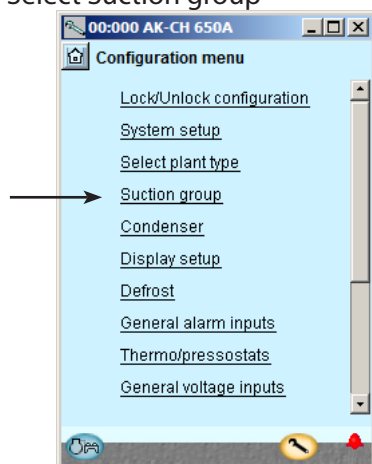 Select Suction group
00:000 AK-CH 650A
Configuration menu
Lock/Unlock configuration
System setup
Select plant type
Suction group
Condenser
Display setup
Defrost
General alarm inputs
Thermo/pressostats
General voltage inputs